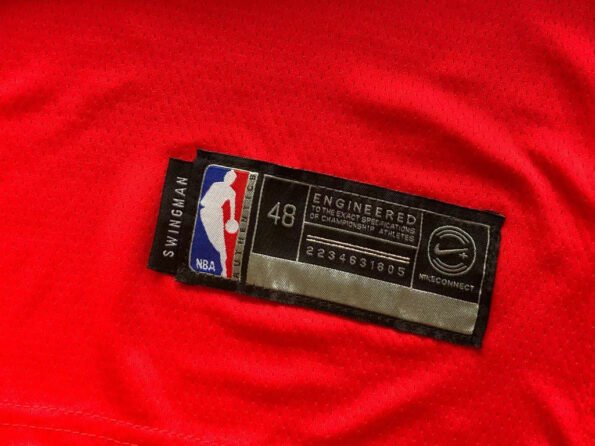 SWINGMAN
NBA
AUTHENTICS
48
ENGINEERED
TO THE EXACT SPECIFICATIONS
OF CHAMPIONSHIP ATHLETES
2234631805
NIKECONNECT